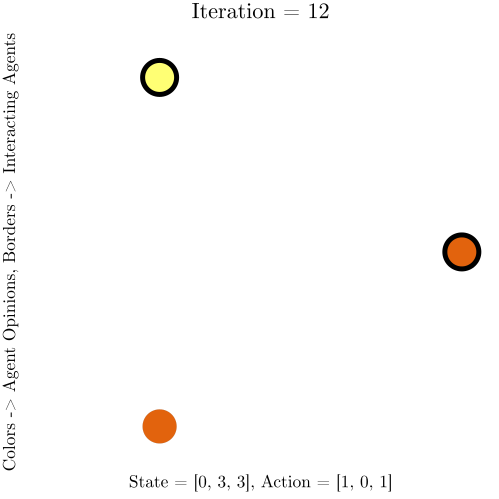 Iteration = 12
Colors -> Agent Opinions, Borders -> Interacting Agents
State = [0, 3, 3], Action = [1, 0, 1]